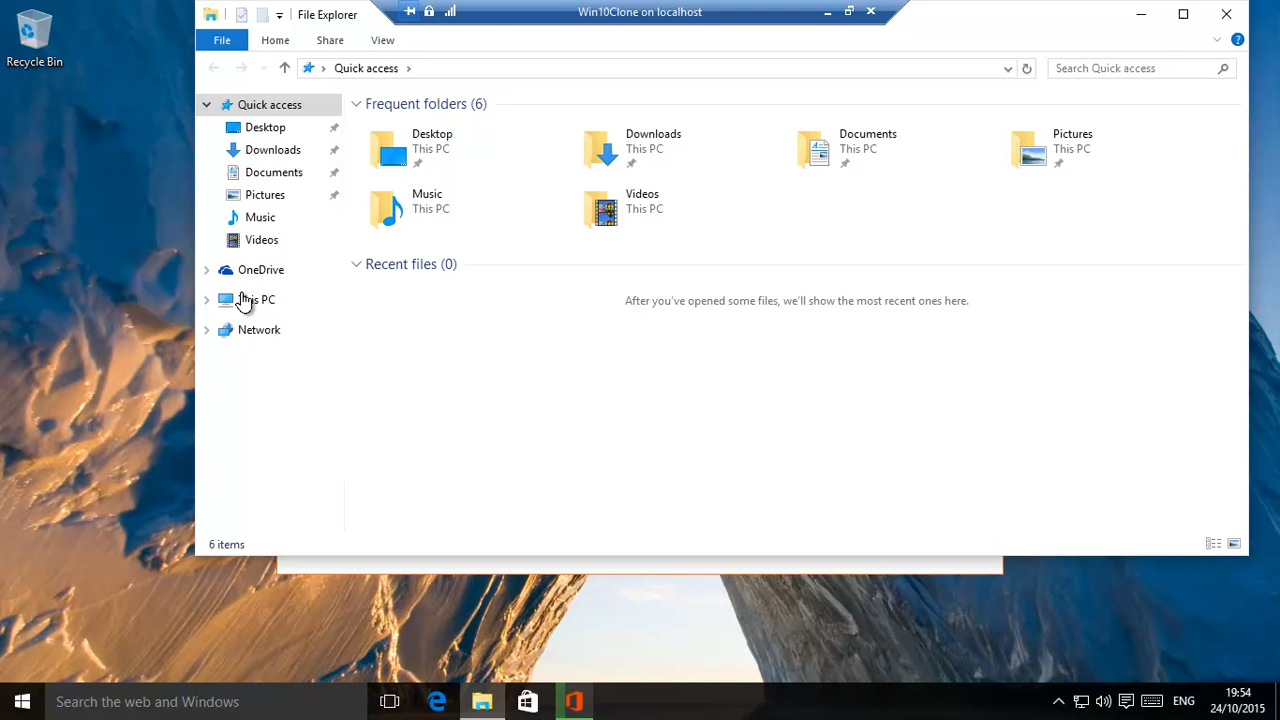 Recycle Bin
File Explorer
Win10Clone on localhost
File Home Share View
Quick access
Search Quick access
Quick access
Desktop
Downloads
Documents
Pictures
Music
Videos
OneDrive
PC
Network
Frequent folders (6)
Desktop
This PC
Downloads
This PC
Documents
This PC
Pictures
This PC
Music
This PC
Videos
This PC
Recent files (0)
After you've opened some files, we'll show the most recent ones here.
6 items
Search the web and Windows
ENG
19:54
24/10/2015